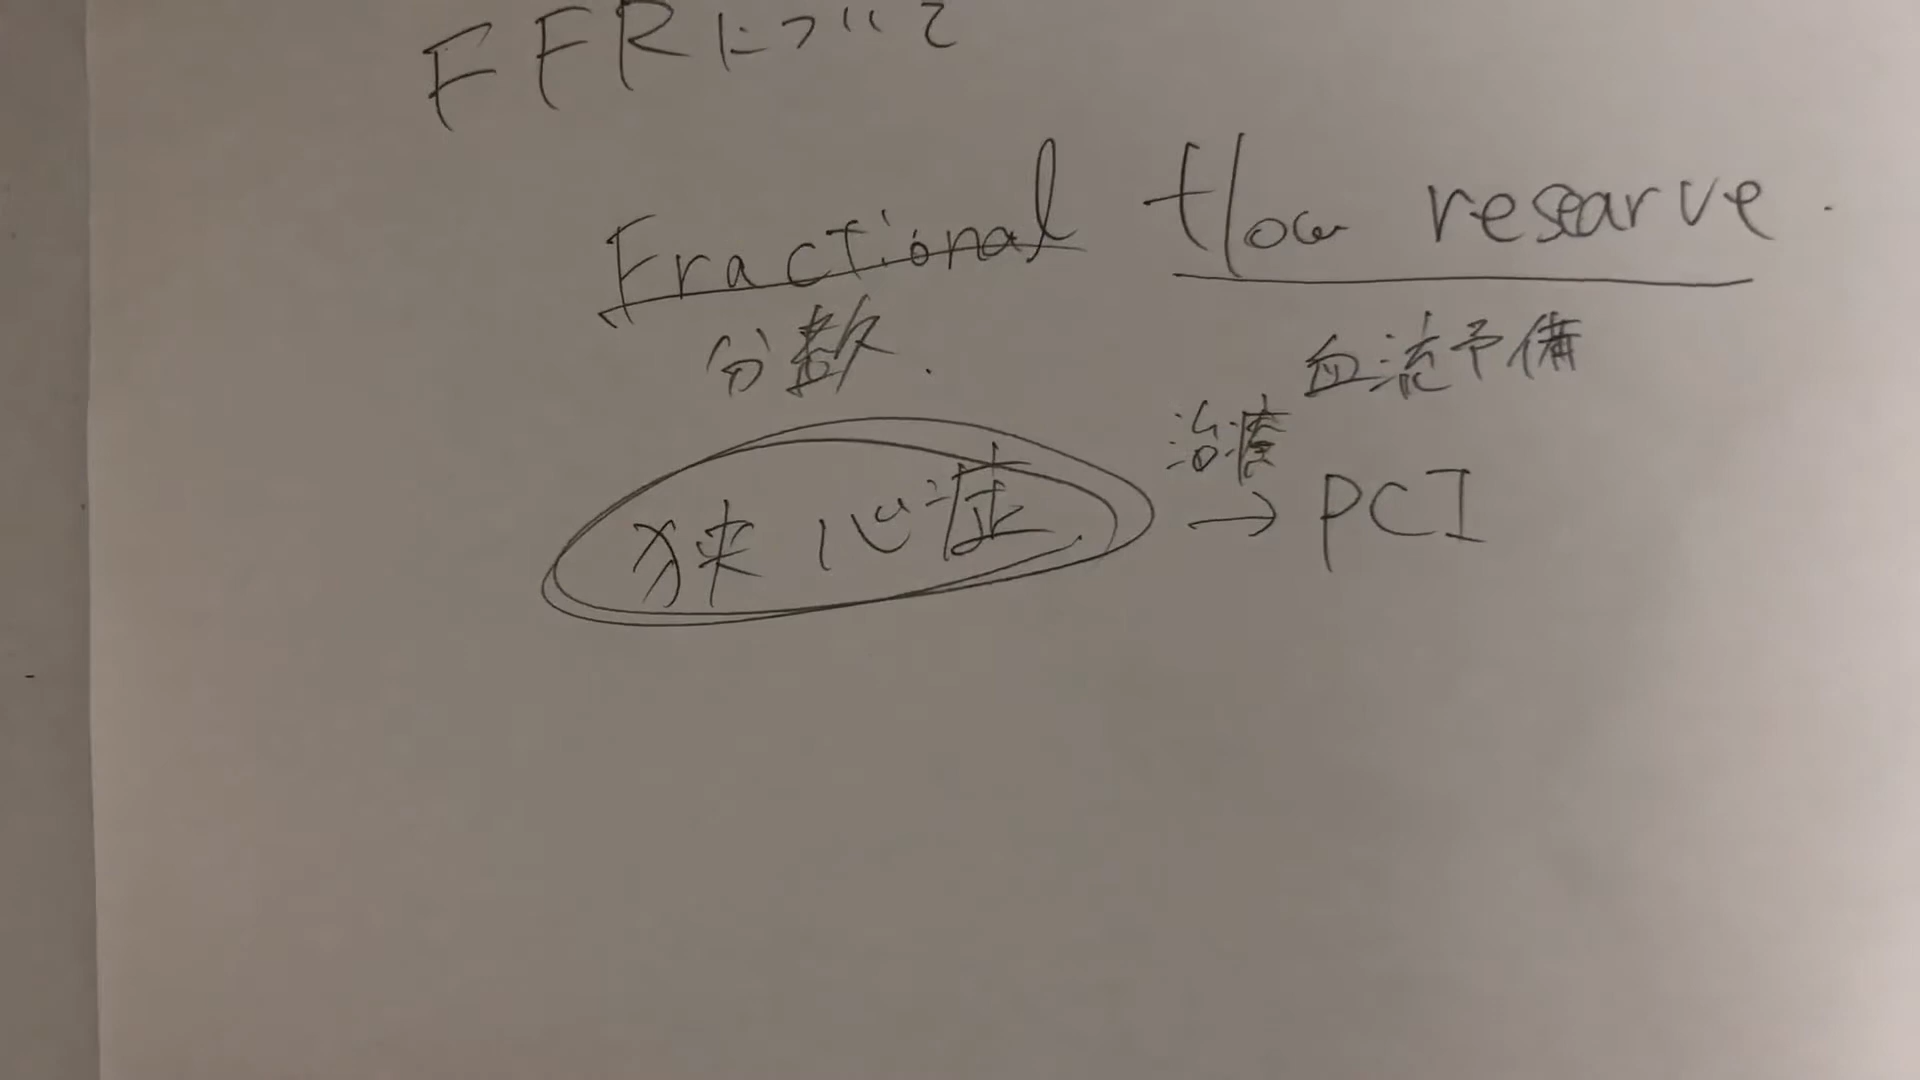 FFRについて
Fractional flow researve.
分数.
血流予備
治療
狭心症 → PCI